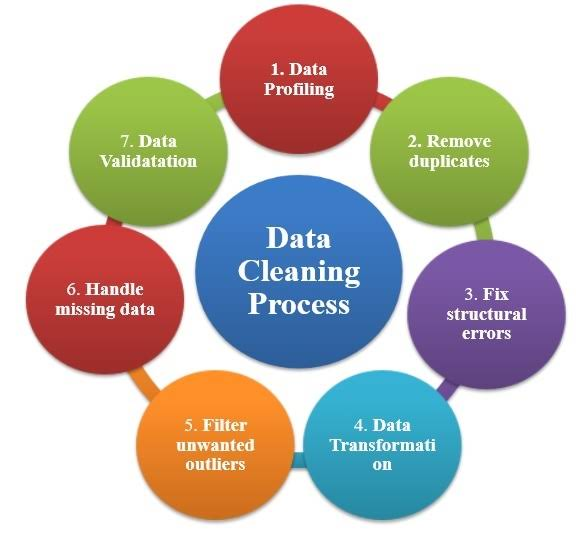 1. Data
Profiling
2. Remove
duplicates
3. Fix
structural
errors
4. Data
Transformati
on
5. Filter
unwanted
outliers
6. Handle
missing data
7. Data
Validatation
Data
Cleaning
Process